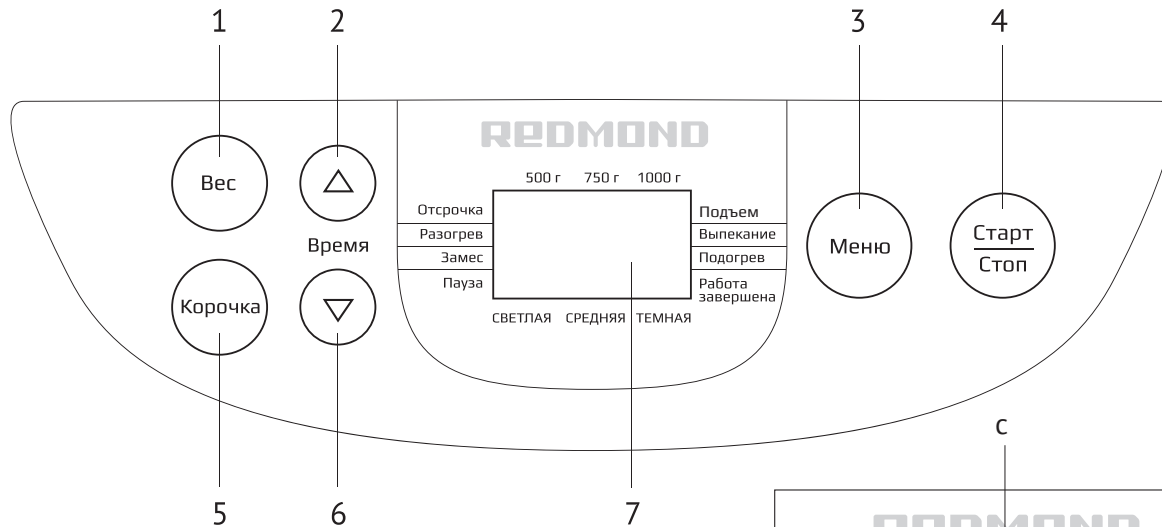 1 2 3 4
REDMOND
500 г 750 г 1000 г
Вес
Отсрочка
Разогрев
Замес
Пауза
Подъем
Выпекание
Подогрев
Работа
завершена
Время
Меню
Старт
Стоп
Корочка
СВЕТЛАЯ СРЕДНЯЯ ТЕМНАЯ
c
5 6 7
REDMOND